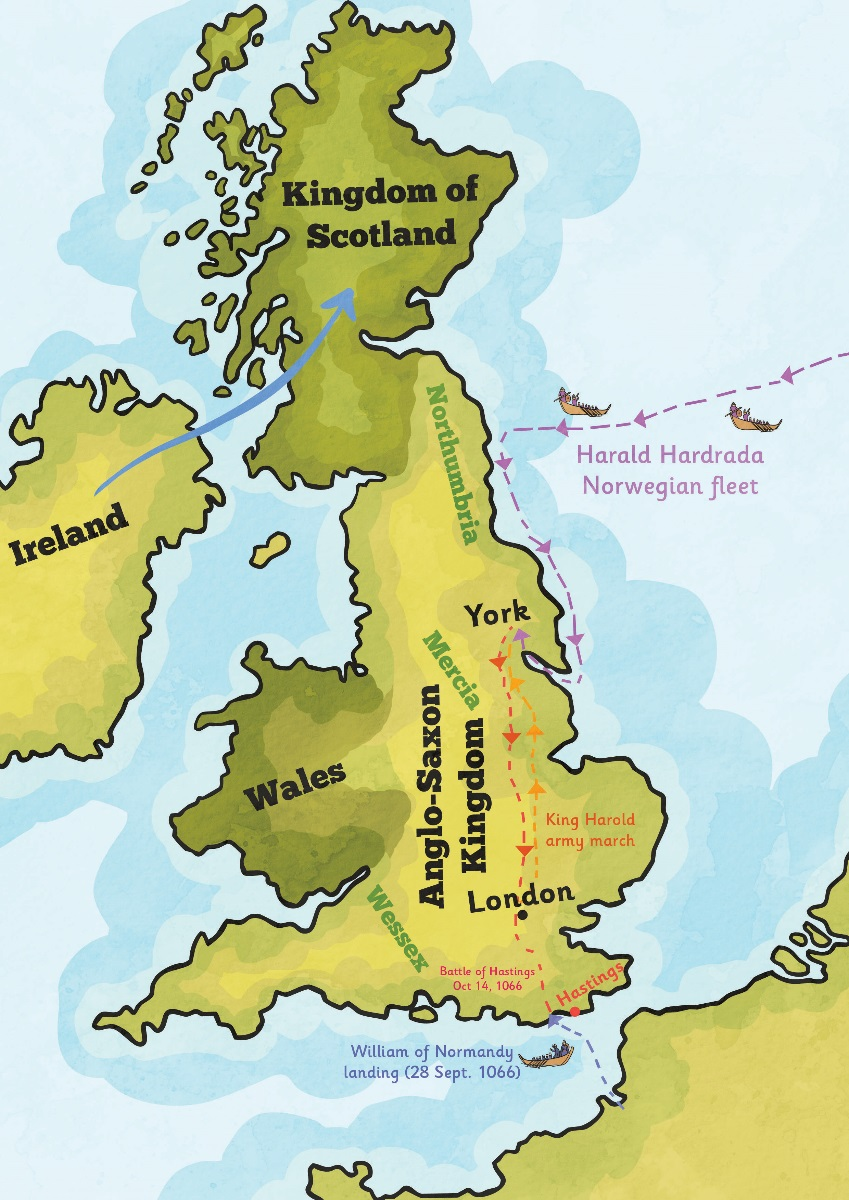 Kingdom of
Scotland
Northumbria
Harald Hardrada
Norwegian fleet
Ireland
York
Mercia
Anglo-Saxon
Kingdom
Wales
King Harold
army march
London
Wessex
Battle of Hastings
Oct 14, 1066
Hastings
William of Normandy
landing (28 Sept. 1066)